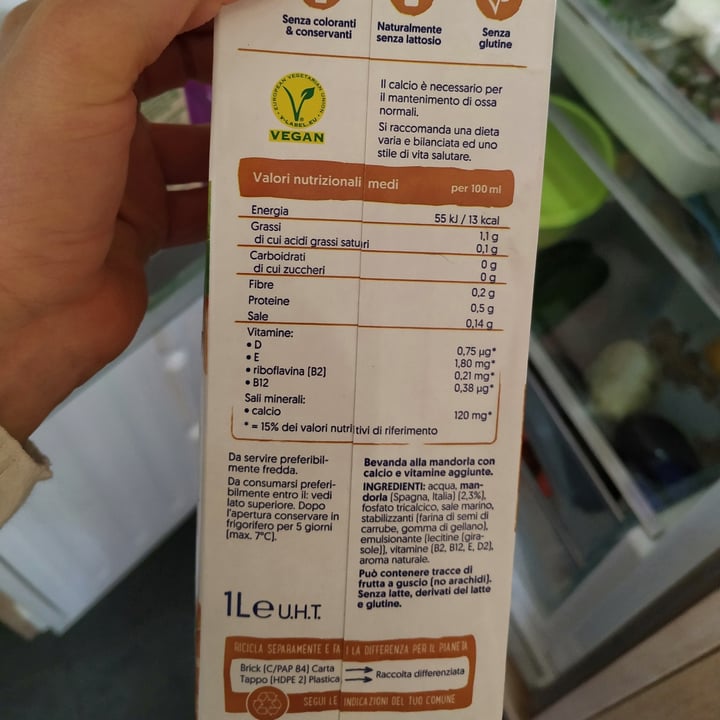 Senza coloranti
& conservanti
Naturalmente
senza lattosio
Senza
glutine
EUROPEAN VEGETARIAN UNION
V-LABEL.EU
VEGAN
Il calcio è necessario per
il mantenimento di ossa
normali.
Si raccomanda una dieta
varia e bilanciata ed uno
stile di vita salutare.
Valori nutrizionali medi per 100 ml
Energia 55 kJ / 13 kcal
Grassi 1,1 g
di cui acidi grassi saturi 0,1 g
Carboidrati 0 g
di cui zuccheri 0 g
Fibre 0,2 g
Proteine 0,5 g
Sale 0,14 g
Vitamine:
• D 0,75 µg*
• E 1,80 mg*
• riboflavina (B2) 0,21 mg*
• B12 0,38 µg*
Sali minerali:
• calcio 120 mg*
* = 15% dei valori nutritivi di riferimento
Da servire preferibil-
mente fredda.
Da consumarsi preferi-
bilmente entro il: vedi
lato superiore. Dopo
l'apertura conservare in
frigorifero per 5 giorni
(max. 7°C).
Bevanda alla mandorla con
calcio e vitamine aggiunte.
INGREDIENTI: acqua, man-
dorla (Spagna, Italia) (2,3%),
fosfato tricalcico, sale marino,
stabilizzanti (farina di semi di
carrube, gomma di gellano),
emulsionante (lecitine (gira-
sole)), vitamine (B2, B12, E, D2),
aroma naturale.
Può contenere tracce di
frutta a guscio (no arachidi).
Senza latte, derivati del latte
e glutine.
1L e U.H.T.
RICICLA SEPARAMENTE E FAI LA DIFFERENZA PER IL PIANETA
Brick (C/PAP 84) Carta
Tappo (HDPE 2) Plastica
Raccolta differenziata
SEGUI LE INDICAZIONI DEL TUO COMUNE